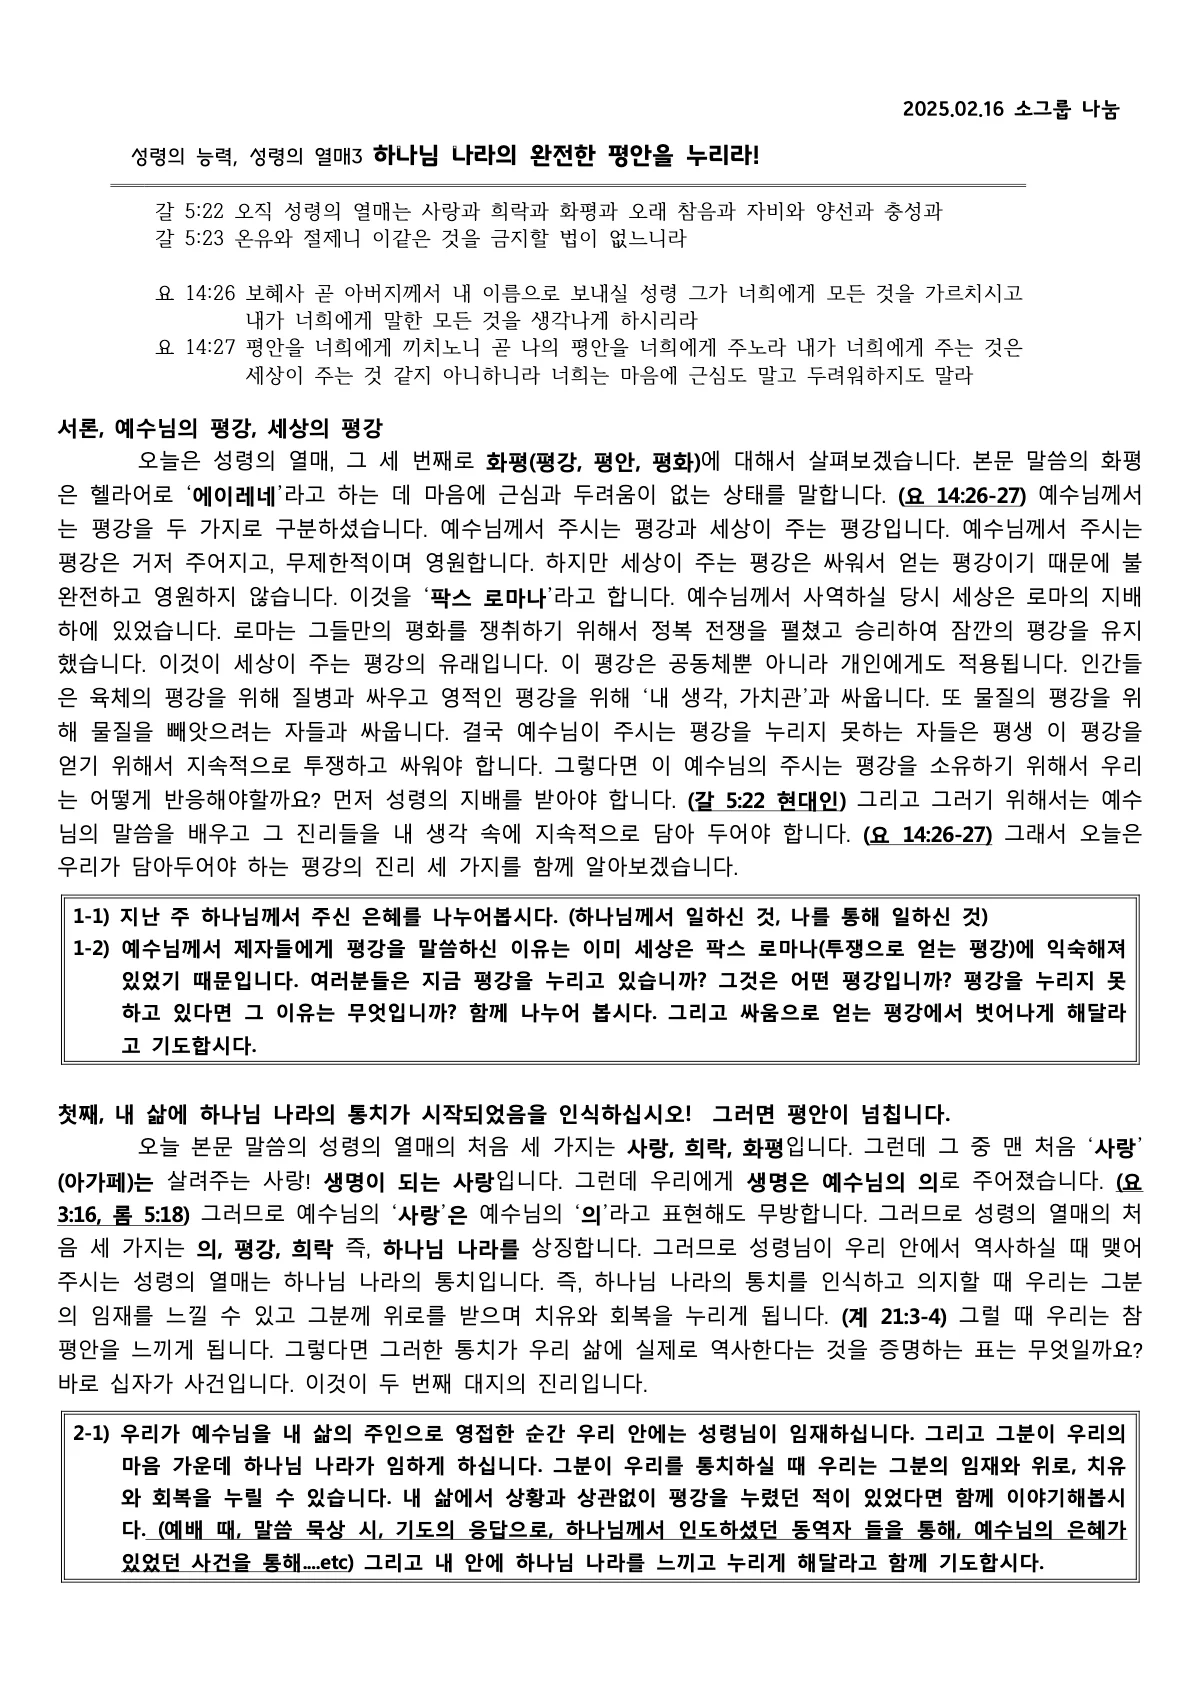 2025.02.16 소그룹 나눔
성령의 능력, 성령의 열매3 하나님 나라의 완전한 평안을 누리라!
갈 5:22 오직 성령의 열매는 사랑과 희락과 화평과 오래 참음과 자비와 양선과 충성과
갈 5:23 온유와 절제니 이같은 것을 금지할 법이 없느니라
요 14:26 보혜사 곧 아버지께서 내 이름으로 보내실 성령 그가 너희에게 모든 것을 가르치시고
내가 너희에게 말한 모든 것을 생각나게 하시리라
요 14:27 평안을 너희에게 끼치노니 곧 나의 평안을 너희에게 주노라 내가 너희에게 주는 것은
세상이 주는 것 같지 아니하니라 너희는 마음에 근심도 말고 두려워하지도 말라
서론, 예수님의 평강, 세상의 평강
오늘은 성령의 열매, 그 세 번째로 화평(평강, 평안, 평화)에 대해서 살펴보겠습니다. 본문 말씀의 화평
은 헬라어로 ‘에이레네’라고 하는 데 마음에 근심과 두려움이 없는 상태를 말합니다. (요 14:26-27) 예수님께서
는 평강을 두 가지로 구분하셨습니다. 예수님께서 주시는 평강과 세상이 주는 평강입니다. 예수님께서 주시는
평강은 거저 주어지고, 무제한적이며 영원합니다. 하지만 세상이 주는 평강은 싸워서 얻는 평강이기 때문에 불
완전하고 영원하지 않습니다. 이것을 ‘팍스 로마나’라고 합니다. 예수님께서 사역하실 당시 세상은 로마의 지배
하에 있었습니다. 로마는 그들만의 평화를 쟁취하기 위해서 정복 전쟁을 펼쳤고 승리하여 잠깐의 평강을 유지
했습니다. 이것이 세상이 주는 평강의 유래입니다. 이 평강은 공동체뿐 아니라 개인에게도 적용됩니다. 인간들
은 육체의 평강을 위해 질병과 싸우고 영적인 평강을 위해 ‘내 생각, 가치관’과 싸웁니다. 또 물질의 평강을 위
해 물질을 빼앗으려는 자들과 싸웁니다. 결국 예수님이 주시는 평강을 누리지 못하는 자들은 평생 이 평강을
얻기 위해서 지속적으로 투쟁하고 싸워야 합니다. 그렇다면 이 예수님의 주시는 평강을 소유하기 위해서 우리
는 어떻게 반응해야할까요? 먼저 성령의 지배를 받아야 합니다. (갈 5:22 현대인) 그리고 그러기 위해서는 예수
님의 말씀을 배우고 그 진리들을 내 생각 속에 지속적으로 담아 두어야 합니다. (요 14:26-27) 그래서 오늘은
우리가 담아두어야 하는 평강의 진리 세 가지를 함께 알아보겠습니다.
1-1) 지난 주 하나님께서 주신 은혜를 나누어봅시다. (하나님께서 일하신 것, 나를 통해 일하신 것)
1-2) 예수님께서 제자들에게 평강을 말씀하신 이유는 이미 세상은 팍스 로마나(투쟁으로 얻는 평강)에 익숙해져
있었기 때문입니다. 여러분들은 지금 평강을 누리고 있습니까? 그것은 어떤 평강입니까? 평강을 누리지 못
하고 있다면 그 이유는 무엇입니까? 함께 나누어 봅시다. 그리고 싸움으로 얻는 평강에서 벗어나게 해달라
고 기도합시다.
첫째, 내 삶에 하나님 나라의 통치가 시작되었음을 인식하십시오! 그러면 평안이 넘칩니다.
오늘 본문 말씀의 성령의 열매의 처음 세 가지는 사랑, 희락, 화평입니다. 그런데 그 중 맨 처음 ‘사랑’
(아가페)는 살려주는 사랑! 생명이 되는 사랑입니다. 그런데 우리에게 생명은 예수님의 의로 주어졌습니다. (요
3:16, 롬 5:18) 그러므로 예수님의 ‘사랑’은 예수님의 ‘의’라고 표현해도 무방합니다. 그러므로 성령의 열매의 처
음 세 가지는 의, 평강, 희락 즉, 하나님 나라를 상징합니다. 그러므로 성령님이 우리 안에서 역사하실 때 맺어
주시는 성령의 열매는 하나님 나라의 통치입니다. 즉, 하나님 나라의 통치를 인식하고 의지할 때 우리는 그분
의 임재를 느낄 수 있고 그분께 위로를 받으며 치유와 회복을 누리게 됩니다. (계 21:3-4) 그럴 때 우리는 참
평안을 느끼게 됩니다. 그렇다면 그러한 통치가 우리 삶에 실제로 역사한다는 것을 증명하는 표는 무엇일까요?
바로 십자가 사건입니다. 이것이 두 번째 대지의 진리입니다.
2-1) 우리가 예수님을 내 삶의 주인으로 영접한 순간 우리 안에는 성령님이 임재하십니다. 그리고 그분이 우리의
마음 가운데 하나님 나라가 임하게 하십니다. 그분이 우리를 통치하실 때 우리는 그분의 임재와 위로, 치유
와 회복을 누릴 수 있습니다. 내 삶에서 상황과 상관없이 평강을 누렸던 적이 있었다면 함께 이야기해봅시
다. (예배 때, 말씀 묵상 시, 기도의 응답으로, 하나님께서 인도하셨던 동역자 들을 통해, 예수님의 은혜가
있었던 사건을 통해....etc) 그리고 내 안에 하나님 나라를 느끼고 누리게 해달라고 함께 기도합시다.